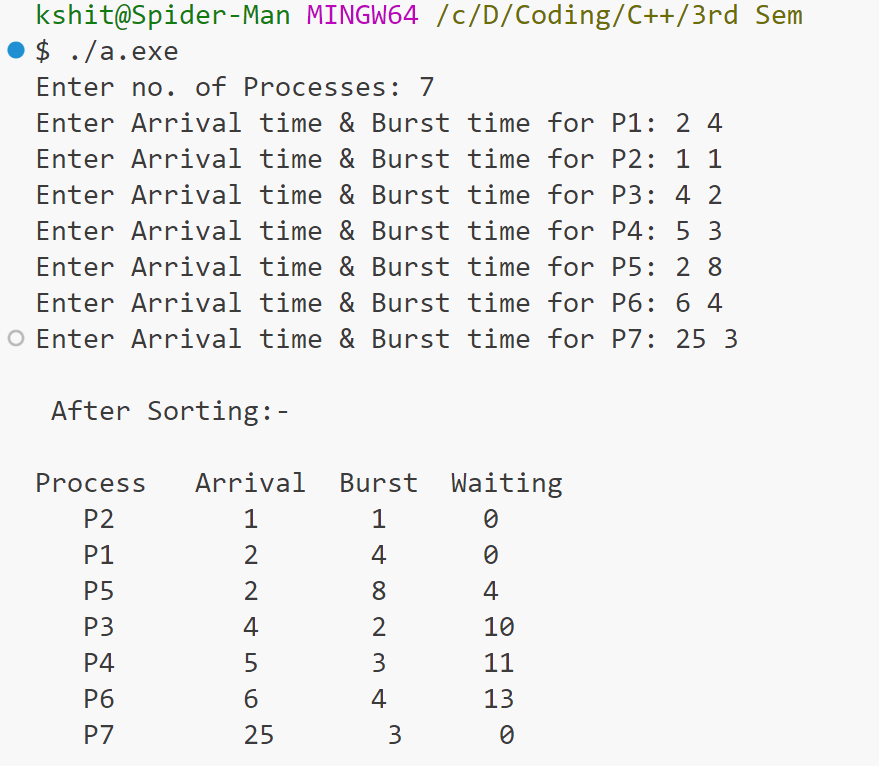 kshit@Spider-Man MINGW64 /c/D/Coding/C++/3rd Sem
$ ./a.exe
Enter no. of Processes: 7
Enter Arrival time & Burst time for P1: 2 4
Enter Arrival time & Burst time for P2: 1 1
Enter Arrival time & Burst time for P3: 4 2
Enter Arrival time & Burst time for P4: 5 3
Enter Arrival time & Burst time for P5: 2 8
Enter Arrival time & Burst time for P6: 6 4
Enter Arrival time & Burst time for P7: 25 3
After Sorting:-
Process Arrival Burst Waiting
P2 1 1 0
P1 2 4 0
P5 2 8 4
P3 4 2 10
P4 5 3 11
P6 6 4 13
P7 25 3 0